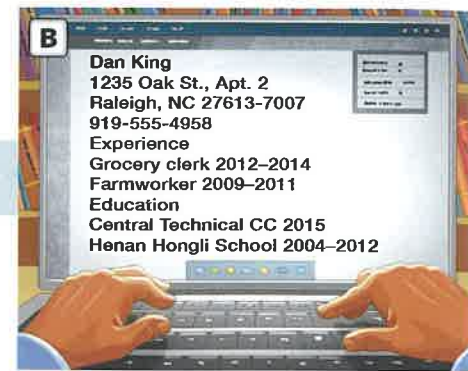 B
Dan King
1235 Oak St., Apt. 2
Raleigh, NC 27613-7007
919-555-4958
Experience
Grocery clerk 2012–2014
Farmworker 2009–2011
Education
Central Technical CC 2015
Henan Hongli School 2004–2012